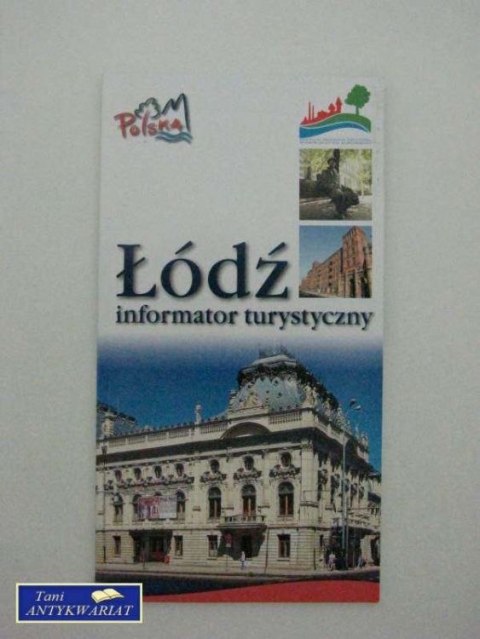 Polska
Łódź
informator turystyczny
Tani
ANTYKWARIAT